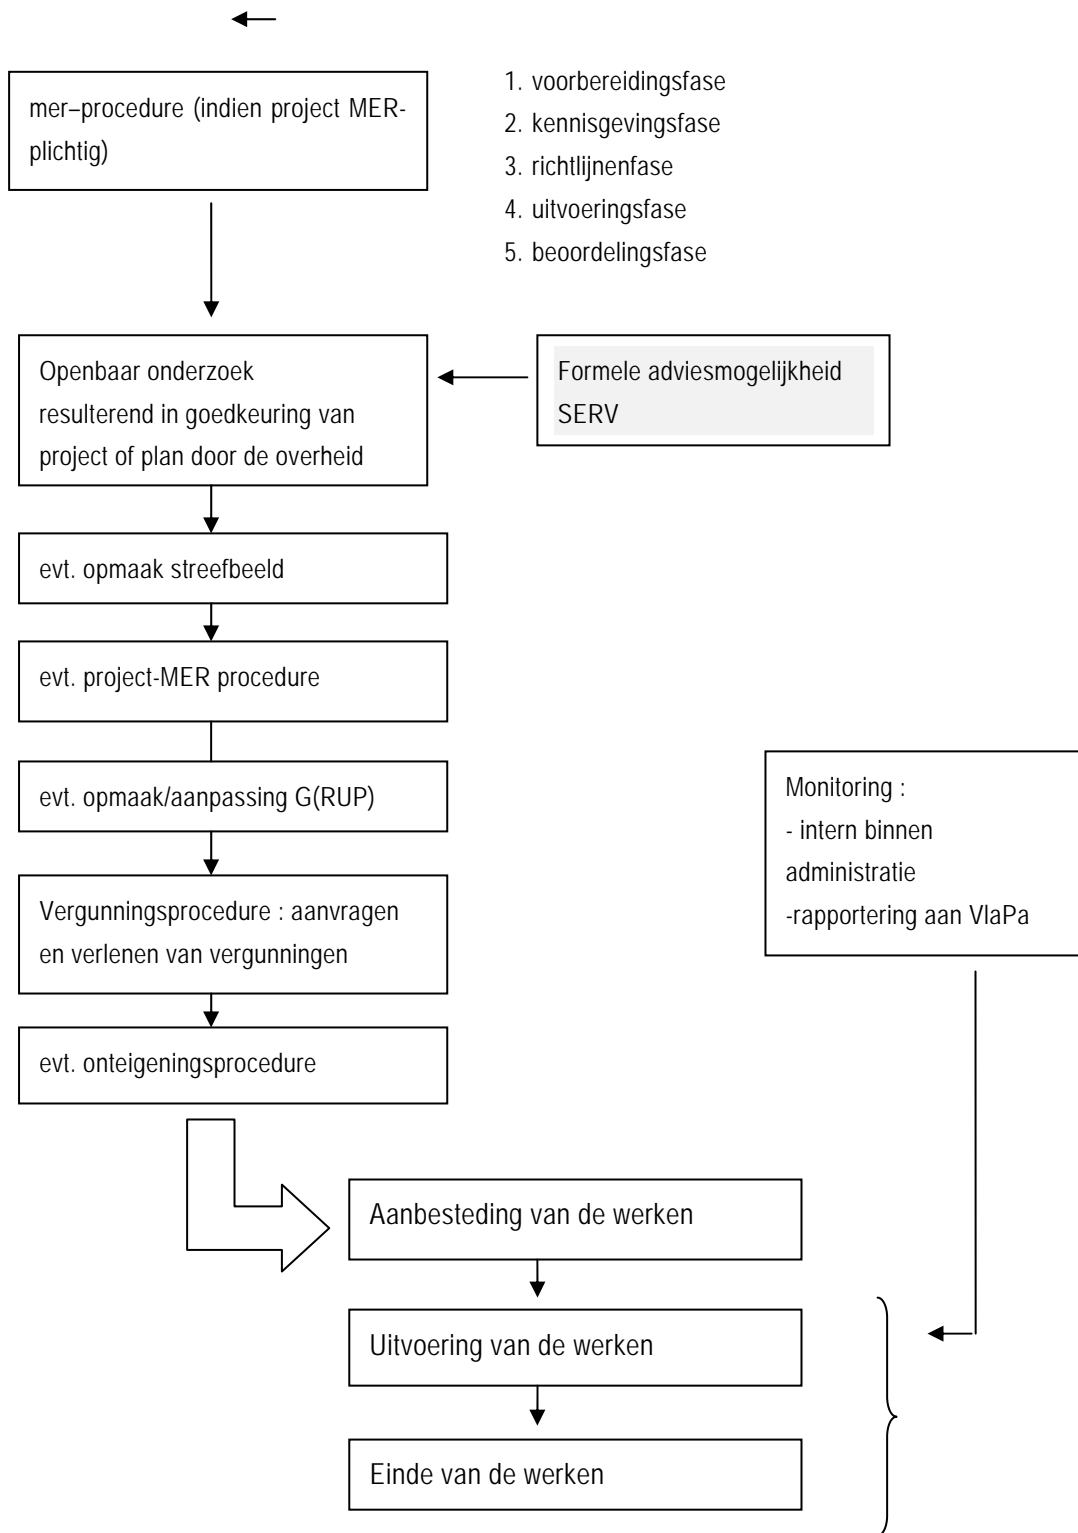 mer–procedure (indien project MER-
plichtig)
1. voorbereidingsfase
2. kennisgevingsfase
3. richtlijnenfase
4. uitvoeringsfase
5. beoordelingsfase
Openbaar onderzoek
resulterend in goedkeuring van
project of plan door de overheid
Formele adviesmogelijkheid
SERV
evt. opmaak streefbeeld
evt. project-MER procedure
evt. opmaak/aanpassing G(RUP)
Monitoring :
- intern binnen
administratie
-rapportering aan VlaPa
Vergunningsprocedure : aanvragen
en verlenen van vergunningen
evt. onteigeningsprocedure
Aanbesteding van de werken
Uitvoering van de werken
Einde van de werken